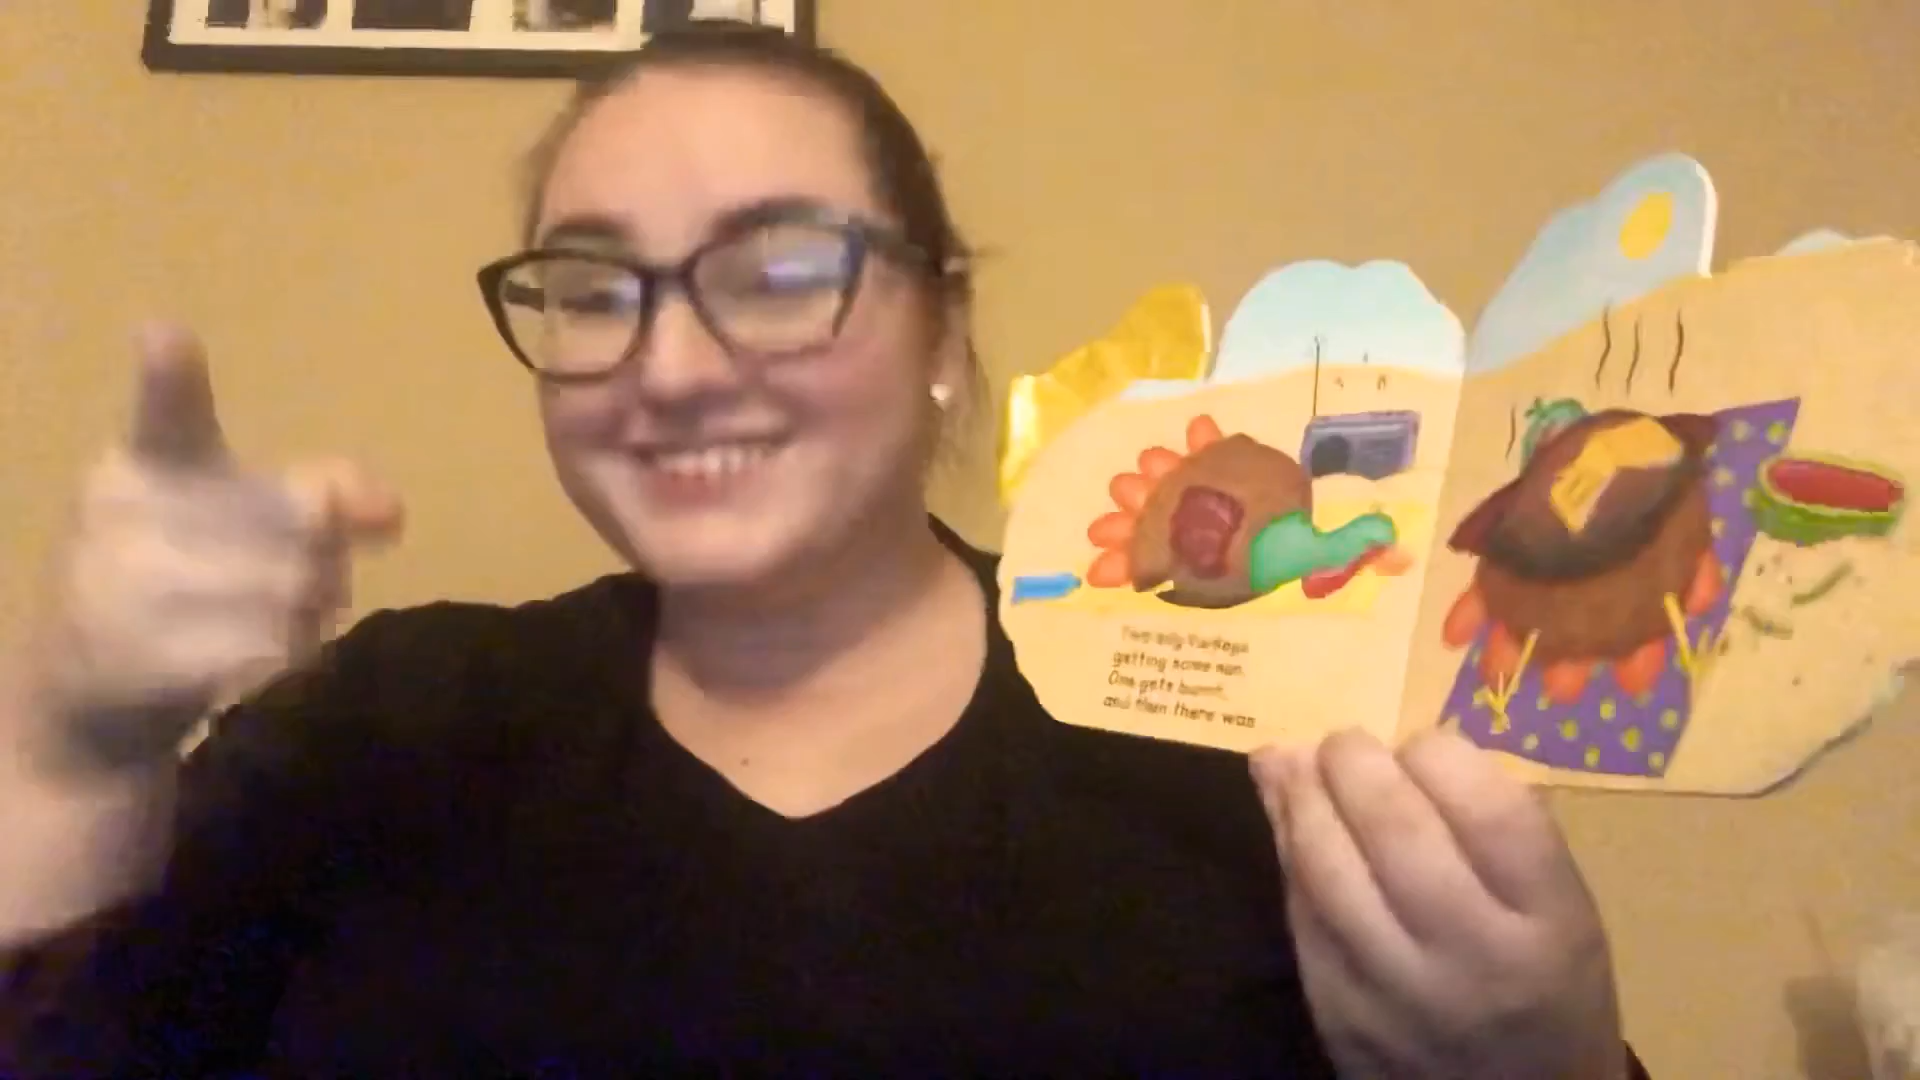 Two silly turkeys
getting some sun.
One gets burnt,
and then there was